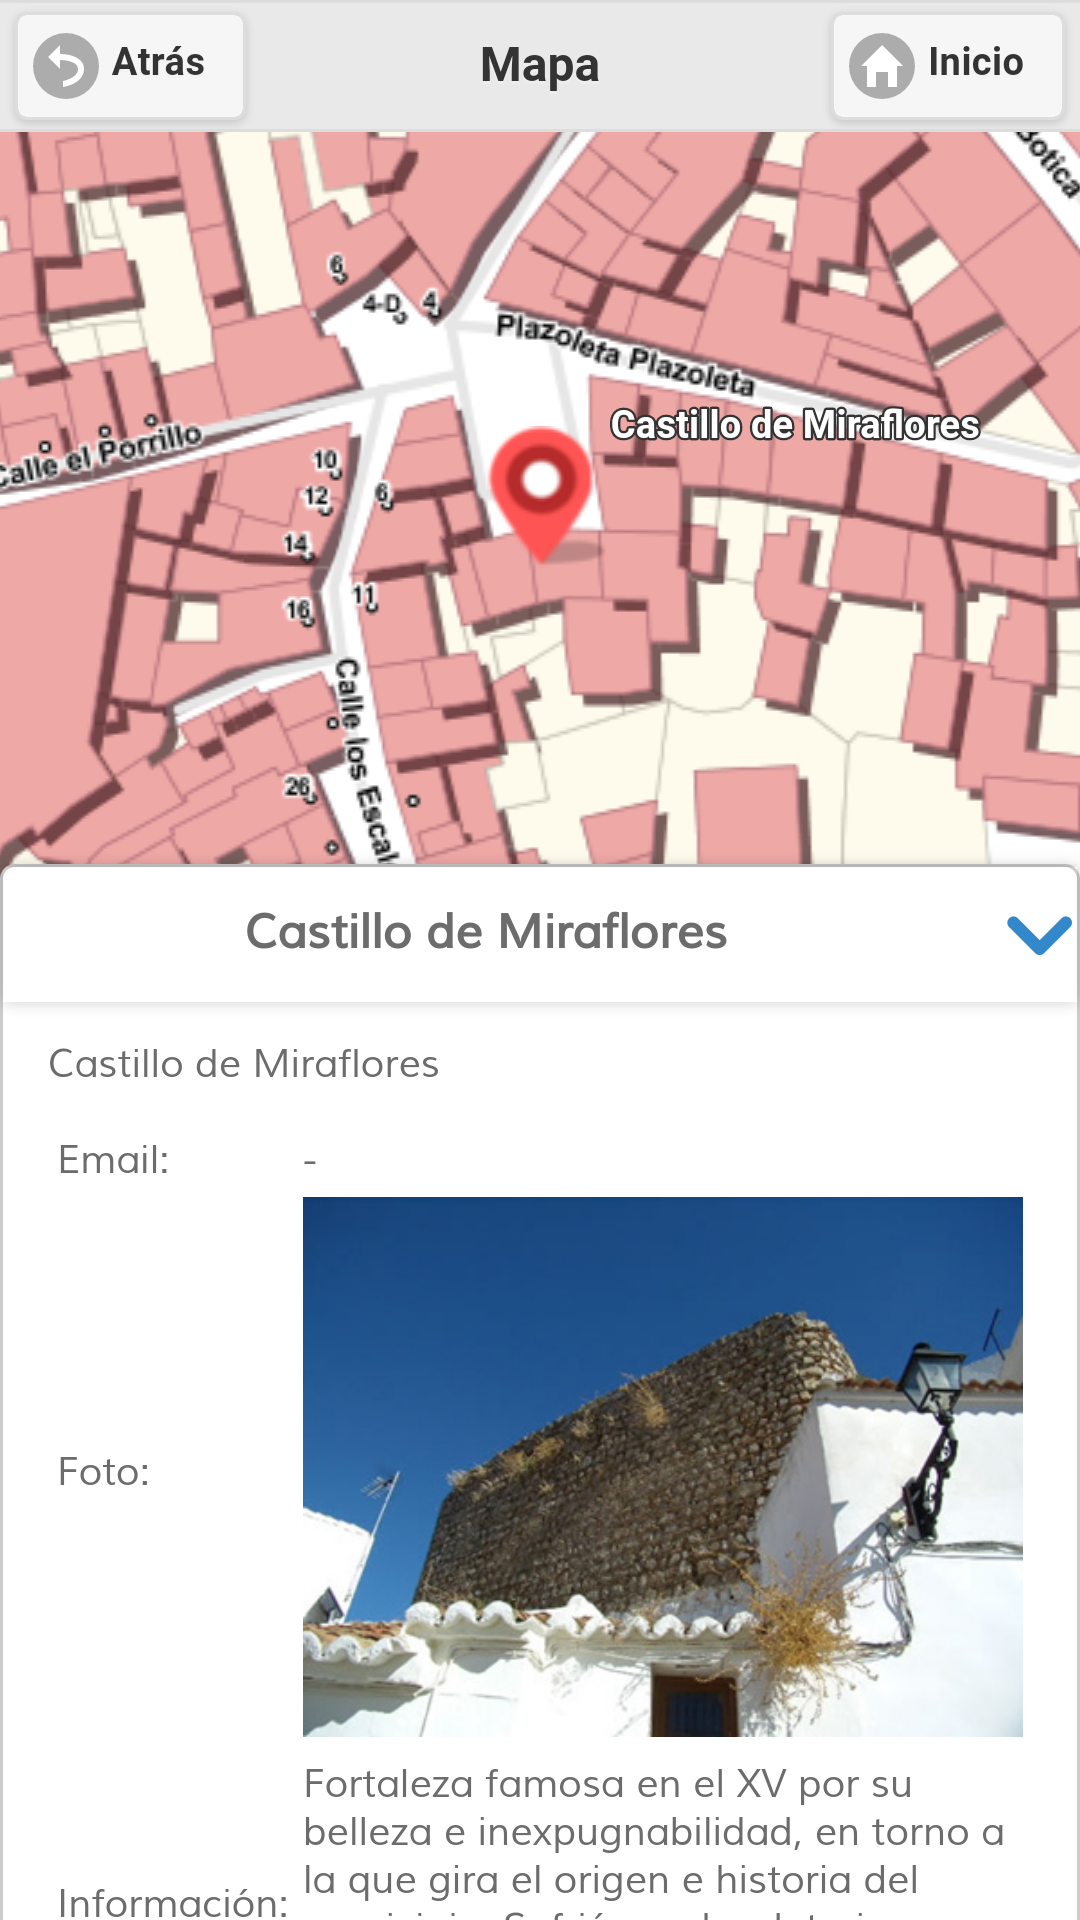 Atrás
Mapa
Inicio
Botica
6
4-D
4
Plazoleta Plazoleta
Castillo de Miraflores
Calle el Porrillo
10
12
6
14
11
16
Calle los Escal
26
Castillo de Miraflores
Castillo de Miraflores
Email:
-
Foto:
Fortaleza famosa en el XV por su
belleza e inexpugnabilidad, en torno a
la que gira el origen e historia del
Información: